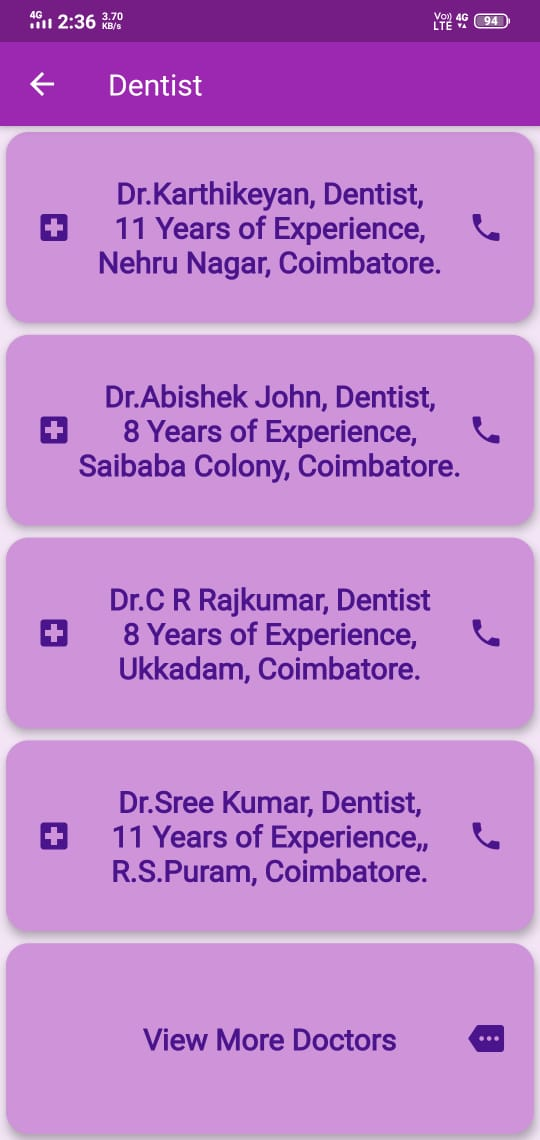 4G 2:36 3.70 KB/s Vo) 4G LTE 94
Dentist
Dr.Karthikeyan, Dentist,
11 Years of Experience,
Nehru Nagar, Coimbatore.
Dr.Abishek John, Dentist,
8 Years of Experience,
Saibaba Colony, Coimbatore.
Dr.C R Rajkumar, Dentist
8 Years of Experience,
Ukkadam, Coimbatore.
Dr.Sree Kumar, Dentist,
11 Years of Experience,,
R.S.Puram, Coimbatore.
View More Doctors